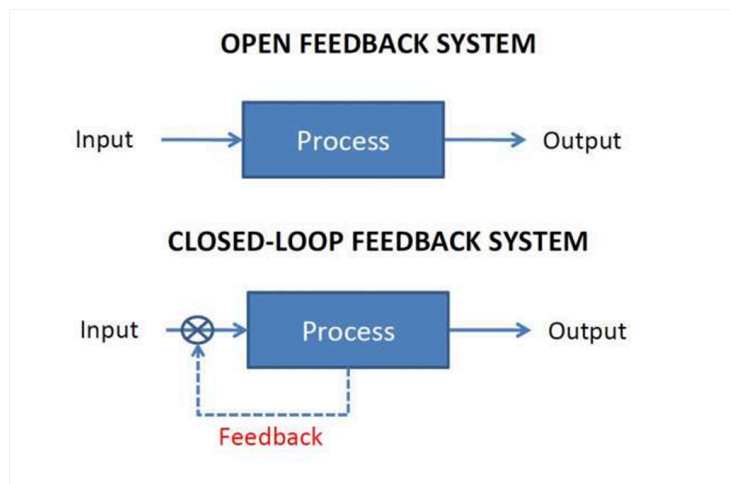 OPEN FEEDBACK SYSTEM
Input
Process
Output
CLOSED-LOOP FEEDBACK SYSTEM
Input
Process
Output
Feedback